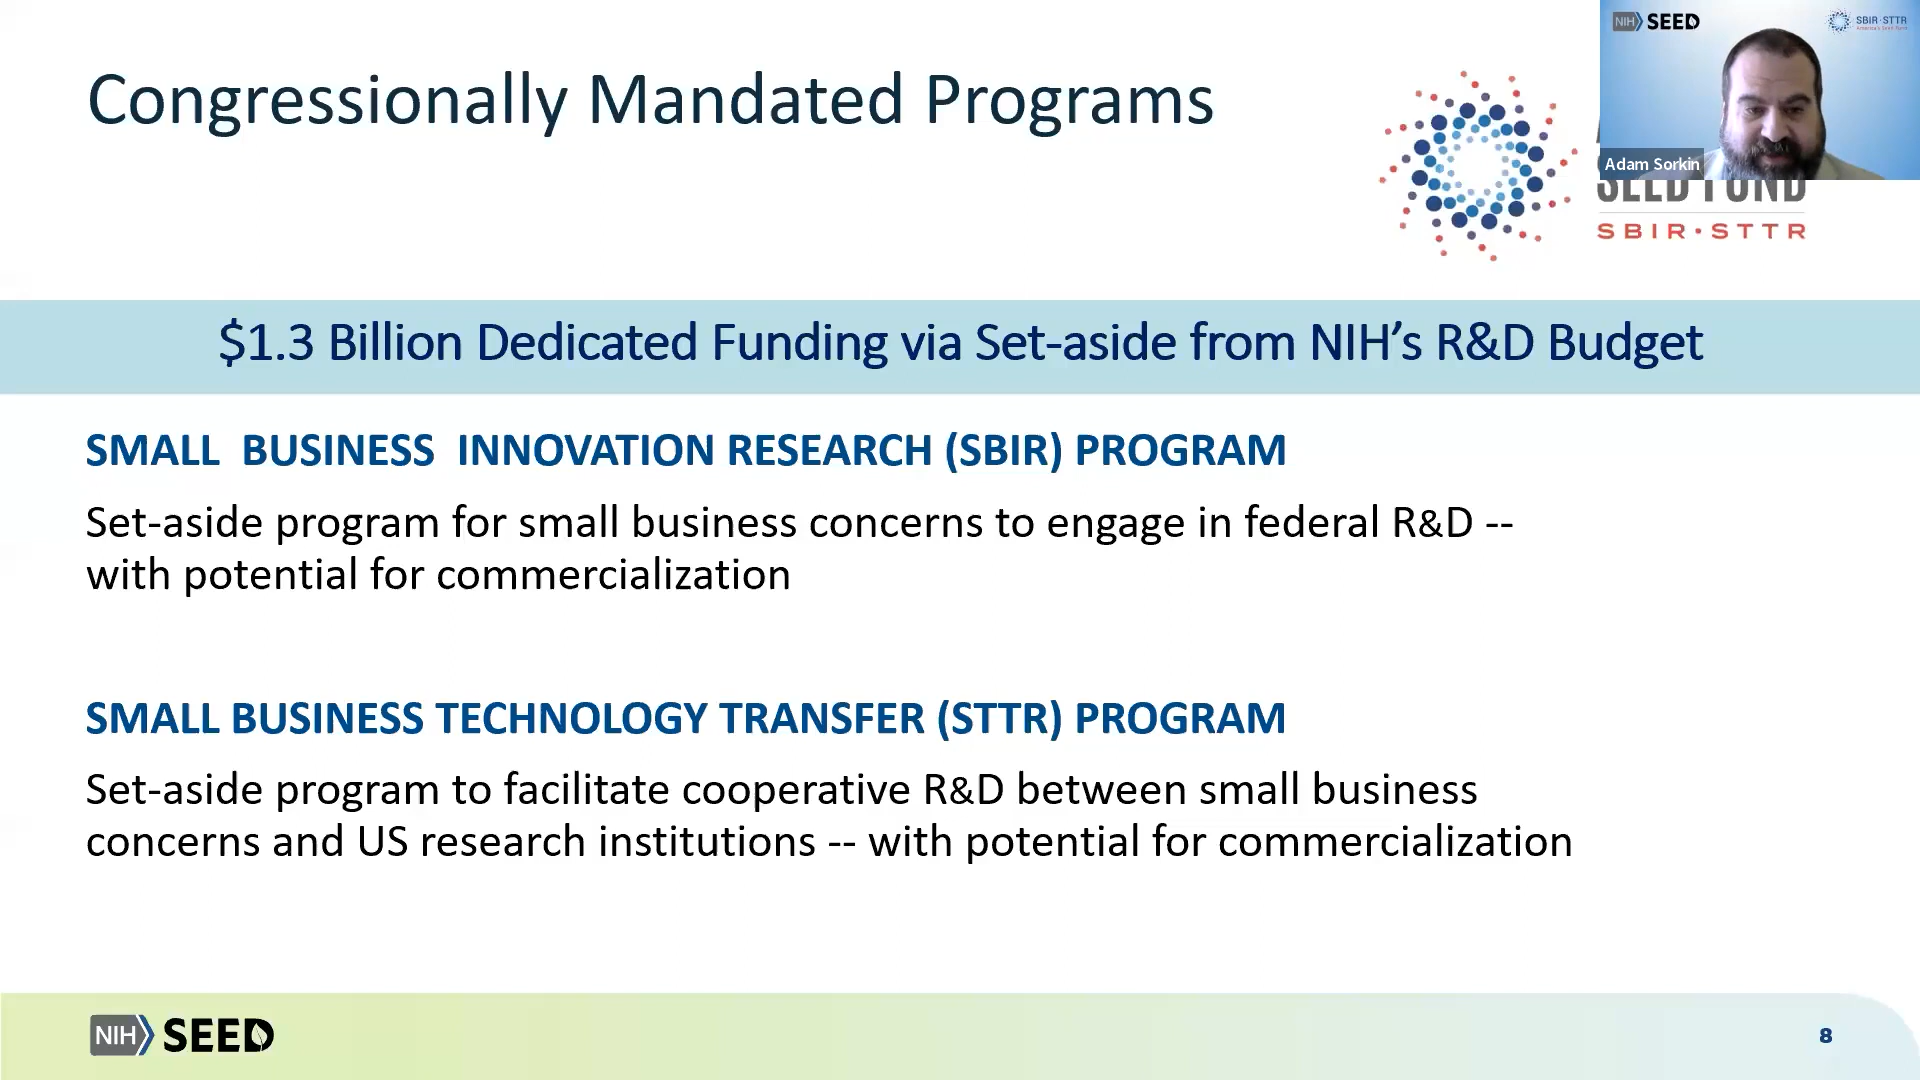 NIH SEED
SBIR·STTR
America's Seed Fund
Adam Sorkin
Congressionally Mandated Programs
SEED FUND
SBIR·STTR
$1.3 Billion Dedicated Funding via Set-aside from NIH’s R&D Budget
SMALL BUSINESS INNOVATION RESEARCH (SBIR) PROGRAM
Set-aside program for small business concerns to engage in federal R&D --
with potential for commercialization
SMALL BUSINESS TECHNOLOGY TRANSFER (STTR) PROGRAM
Set-aside program to facilitate cooperative R&D between small business
concerns and US research institutions -- with potential for commercialization
NIH SEED
8